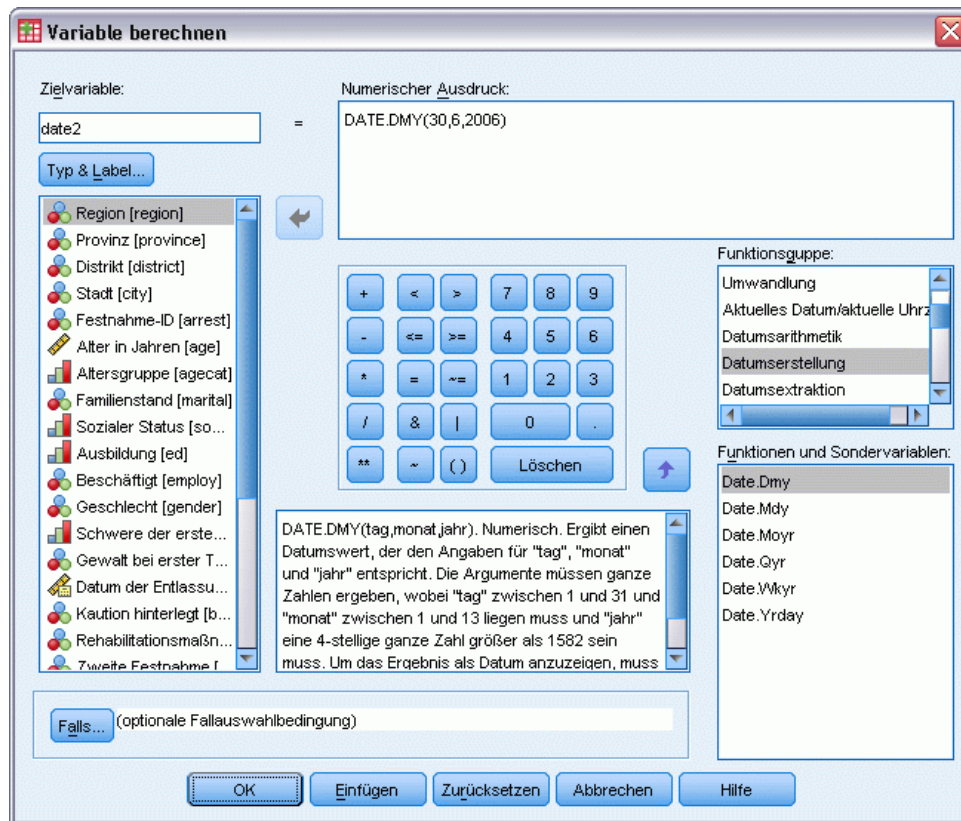 Variable berechnen
Zielvariable:
date2
=
Numerischer Ausdruck:
DATE.DMY(30,6,2006)
Typ & Label...
Region [region]
Provinz [province]
Distrikt [district]
Stadt [city]
Festnahme-ID [arrest]
Alter in Jahren [age]
Altersgruppe [agecat]
Familienstand [marital]
Sozialer Status [so...
Ausbildung [ed]
Beschäftigt [employ]
Geschlecht [gender]
Schwere der erste...
Gewalt bei erster T...
Datum der Entlassu...
Kaution hinterlegt [b...
Rehabilitationsmaßn...
Zweite Festnahme [
+ < > 7 8 9
- <= >= 4 5 6
* = ~= 1 2 3
/ & | 0 .
** ~ ( ) Löschen
DATE.DMY(tag,monat,jahr). Numerisch. Ergibt einen
Datumswert, der den Angaben für "tag", "monat"
und "jahr" entspricht. Die Argumente müssen ganze
Zahlen ergeben, wobei "tag" zwischen 1 und 31 und
"monat" zwischen 1 und 13 liegen muss und "jahr"
eine 4-stellige ganze Zahl größer als 1582 sein
muss. Um das Ergebnis als Datum anzuzeigen, muss
Funktionsgruppe:
Umwandlung
Aktuelles Datum/aktuelle Uhrz
Datumsarithmetik
Datumserstellung
Datumsextraktion
Funktionen und Sondervariablen:
Date.Dmy
Date.Mdy
Date.Moyr
Date.Qyr
Date.Wkyr
Date.Yrday
Falls... (optionale Fallauswahlbedingung)
OK Einfügen Zurücksetzen Abbrechen Hilfe